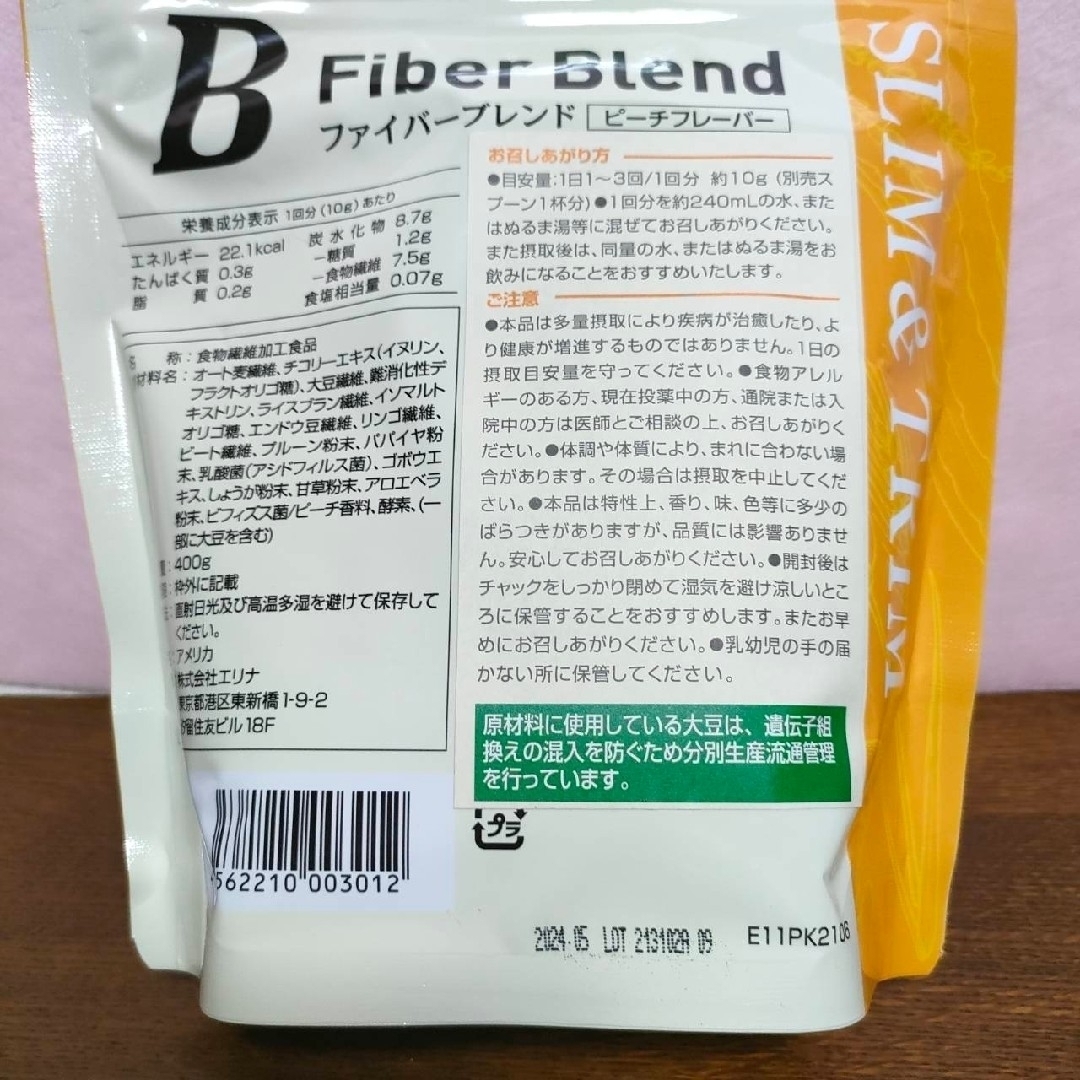 B
Fiber Blend
ファイバーブレンド ピーチフレーバー
SLIM & TRIM
栄養成分表示 1回分(10g)あたり
エネルギー 22.1kcal
たんぱく質 0.3g
脂質 0.2g
炭水化物 8.7g
－糖質 1.2g
－食物繊維 7.5g
食塩相当量 0.07g
称：食物繊維加工食品
材料名：オート麦繊維、チコリーエキス(イヌリン、
フラクトオリゴ糖)、大豆繊維、難消化性デ
キストリン、ライスブラン繊維、イソマルト
オリゴ糖、エンドウ豆繊維、リンゴ繊維、
ビート繊維、プルーン粉末、パパイヤ粉
末、乳酸菌(アシドフィルス菌)、ゴボウエ
キス、しょうが粉末、甘草粉末、アロエベラ
粉末、ビフィズス菌/ピーチ香料、酵素、(一
部に大豆を含む)
：400g
：枠外に記載
：直射日光及び高温多湿を避けて保存して
ください。
：アメリカ
株式会社エリナ
東京都港区東新橋1-9-2
汐留住友ビル18F
お召しあがり方
●目安量:1日1～3回/1回分 約10g (別売ス
プーン1杯分)●1回分を約240mLの水、また
はぬるま湯等に混ぜてお召しあがりください。
また摂取後は、同量の水、またはぬるま湯をお
飲みになることをおすすめいたします。
ご注意
●本品は多量摂取により疾病が治癒したり、よ
り健康が増進するものではありません。1日の
摂取目安量を守ってください。●食物アレル
ギーのある方、現在投薬中の方、通院または入
院中の方は医師とご相談の上、お召しあがりく
ださい。●体調や体質により、まれに合わない場
合があります。その場合は摂取を中止してくだ
さい。●本品は特性上、香り、味、色等に多少の
ばらつきがありますが、品質には影響ありませ
ん。安心してお召しあがりください。●開封後は
チャックをしっかり閉めて湿気を避け涼しいとこ
ろに保管することをおすすめします。またお早
めにお召しあがりください。●乳幼児の手の届
かない所に保管してください。
原材料に使用している大豆は、遺伝子組
換えの混入を防ぐため分別生産流通管理
を行っています。
プラ
562210 003012
2024.05 LOT 2131028 09
E11PK2106